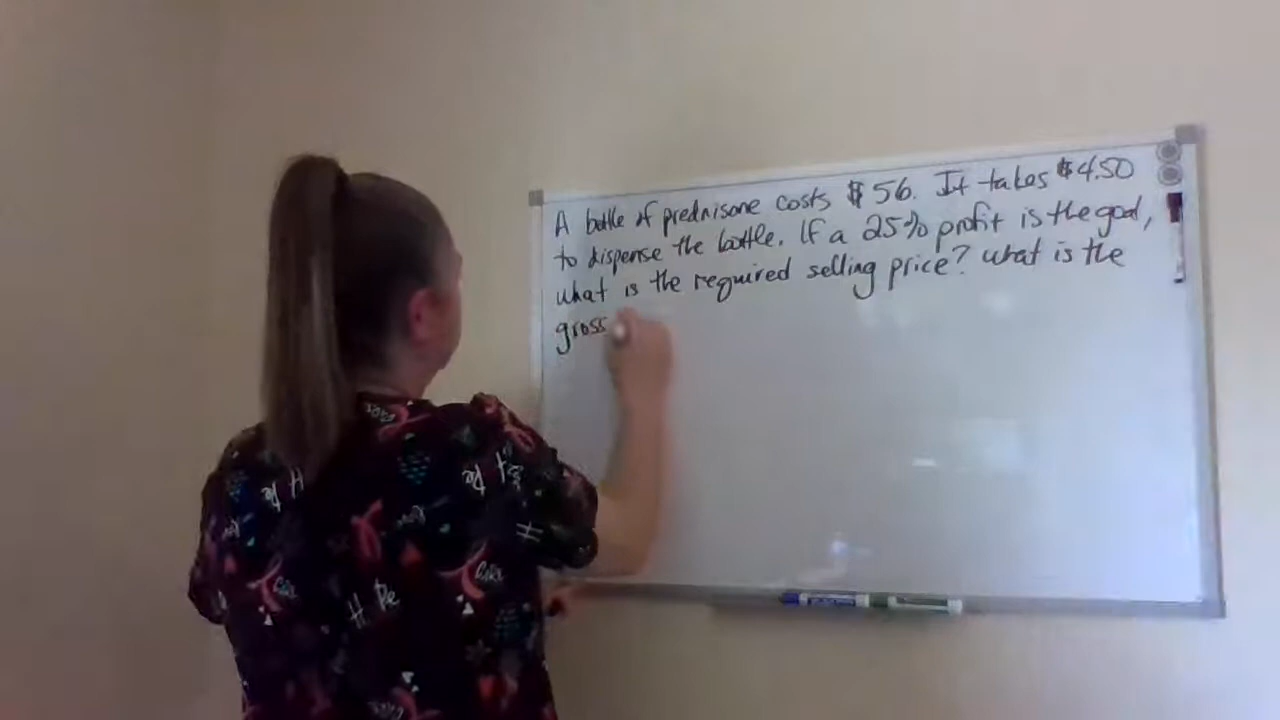 A bottle of prednisone costs $56. It takes $4.50
to dispense the bottle. If a 25% profit is the goal,
what is the required selling price? what is the
gross